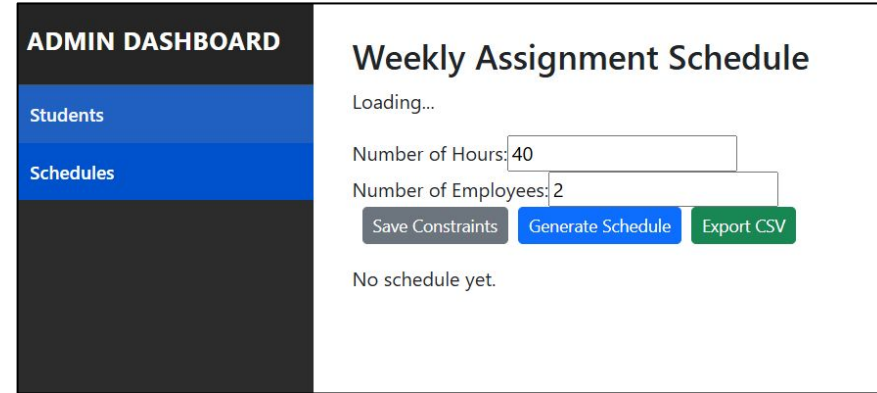 ADMIN DASHBOARD
Students
Schedules
Weekly Assignment Schedule
Loading...
Number of Hours: 40
Number of Employees: 2
Save Constraints Generate Schedule Export CSV
No schedule yet.